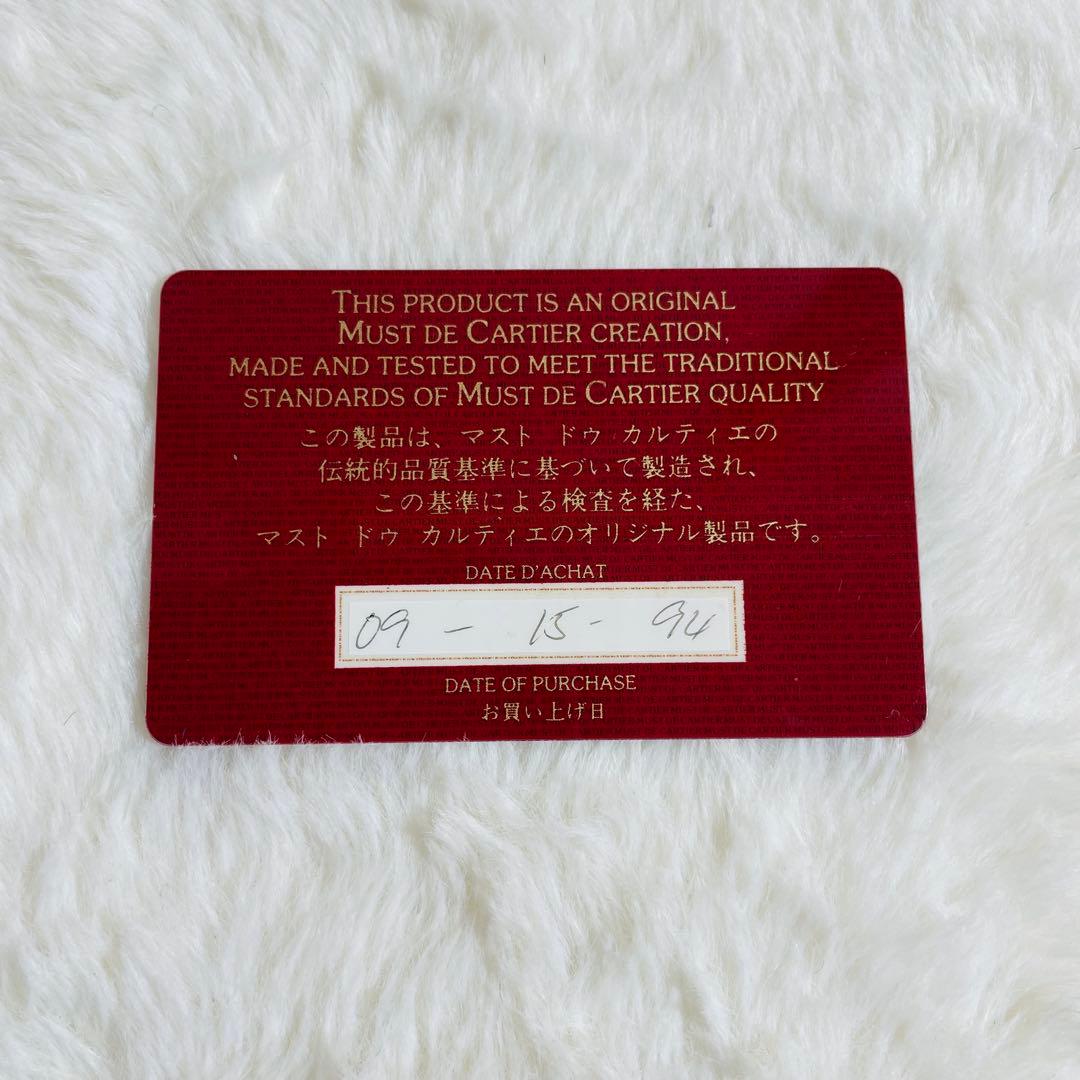 THIS PRODUCT IS AN ORIGINAL
MUST DE CARTIER CREATION,
MADE AND TESTED TO MEET THE TRADITIONAL
STANDARDS OF MUST DE CARTIER QUALITY
この製品は、マスト ドゥ カルティエの
伝統的品質基準に基づいて製造され、
この基準による検査を経た、
マスト ドゥ カルティエのオリジナル製品です。
DATE D'ACHAT
09 - 15 - 94
DATE OF PURCHASE
お買い上げ日